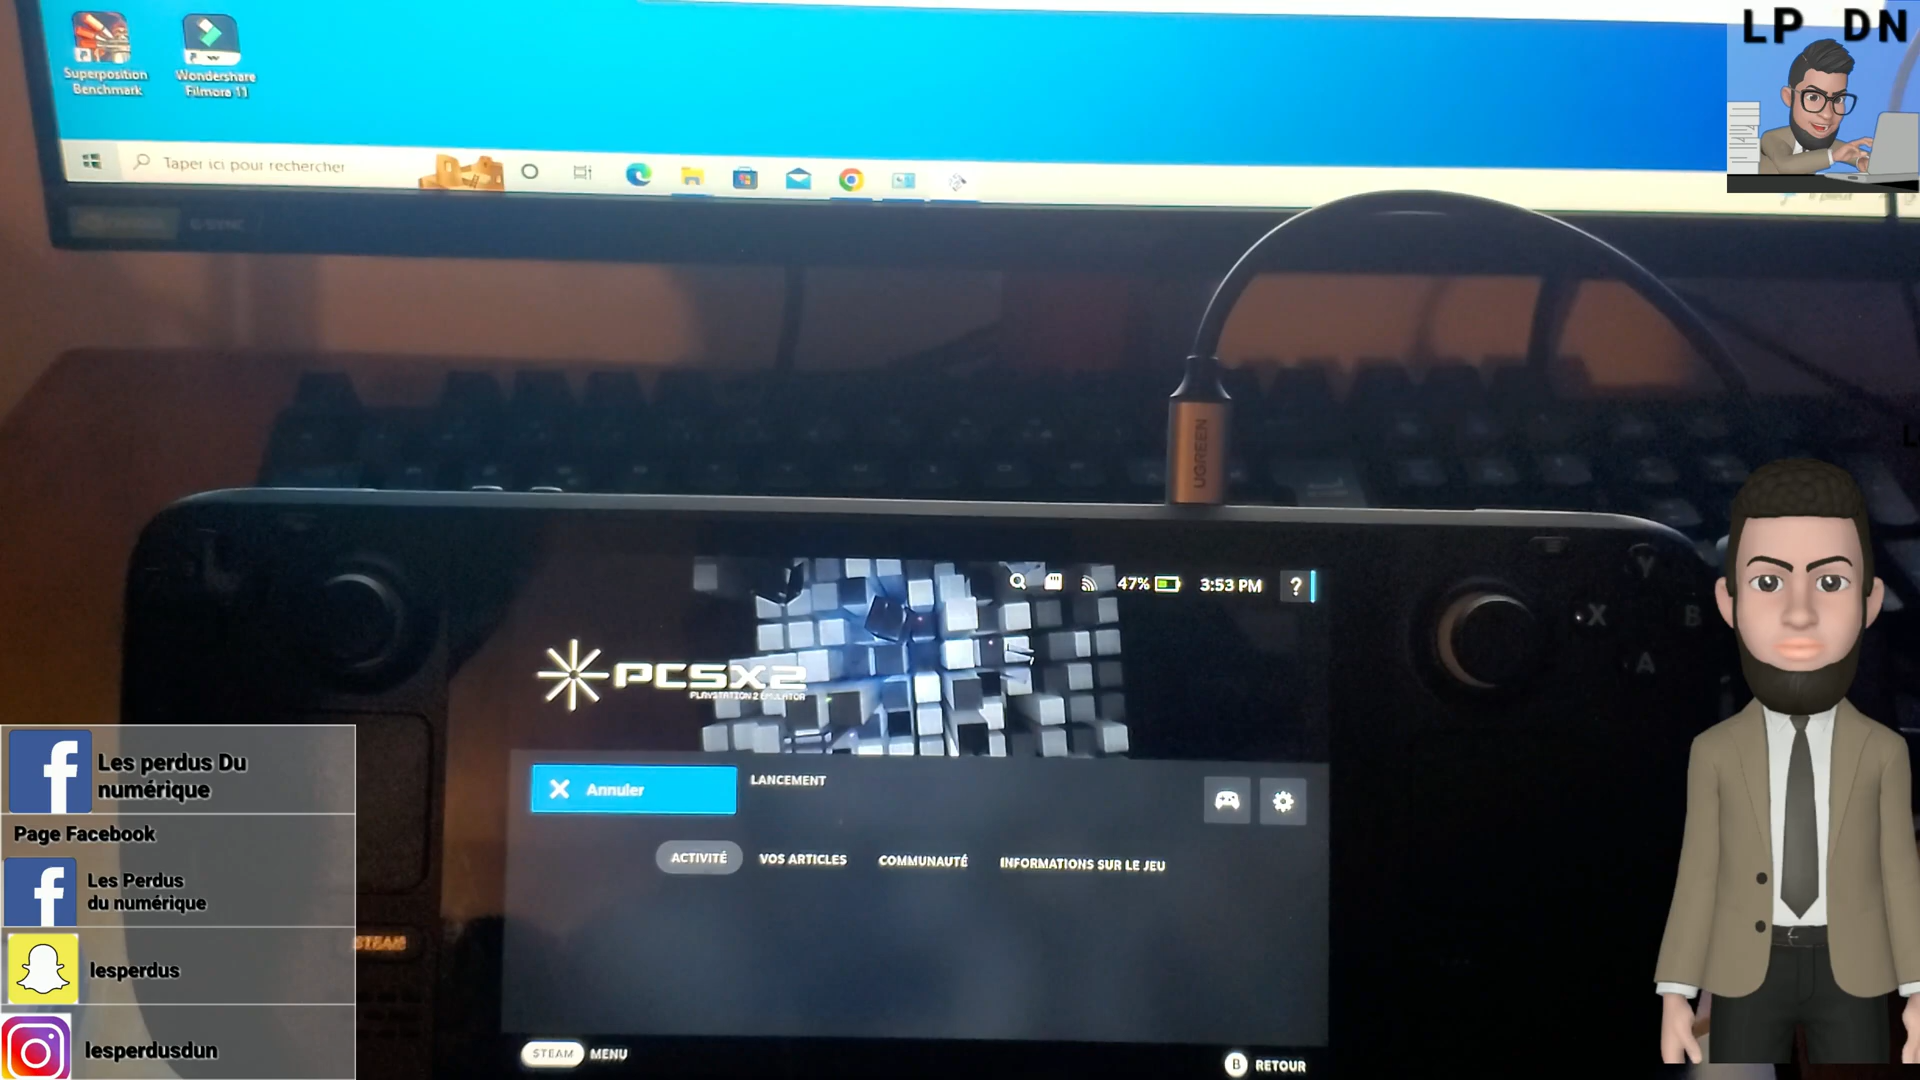 LP DN
Superposition
Benchmark
Wondershare
Filmora 11
Taper ici pour rechercher
G-SYNC
UGREEN
47% 3:53 PM ?
PCSX2
PLAYSTATION 2 EMULATOR
Annuler
LANCEMENT
ACTIVITÉ VOS ARTICLES COMMUNAUTÉ INFORMATIONS SUR LE JEU
STEAM MENU
B RETOUR
STEAM
Y
X B
A
Les perdus Du
numérique
Page Facebook
Les Perdus
du numérique
lesperdus
lesperdusdun